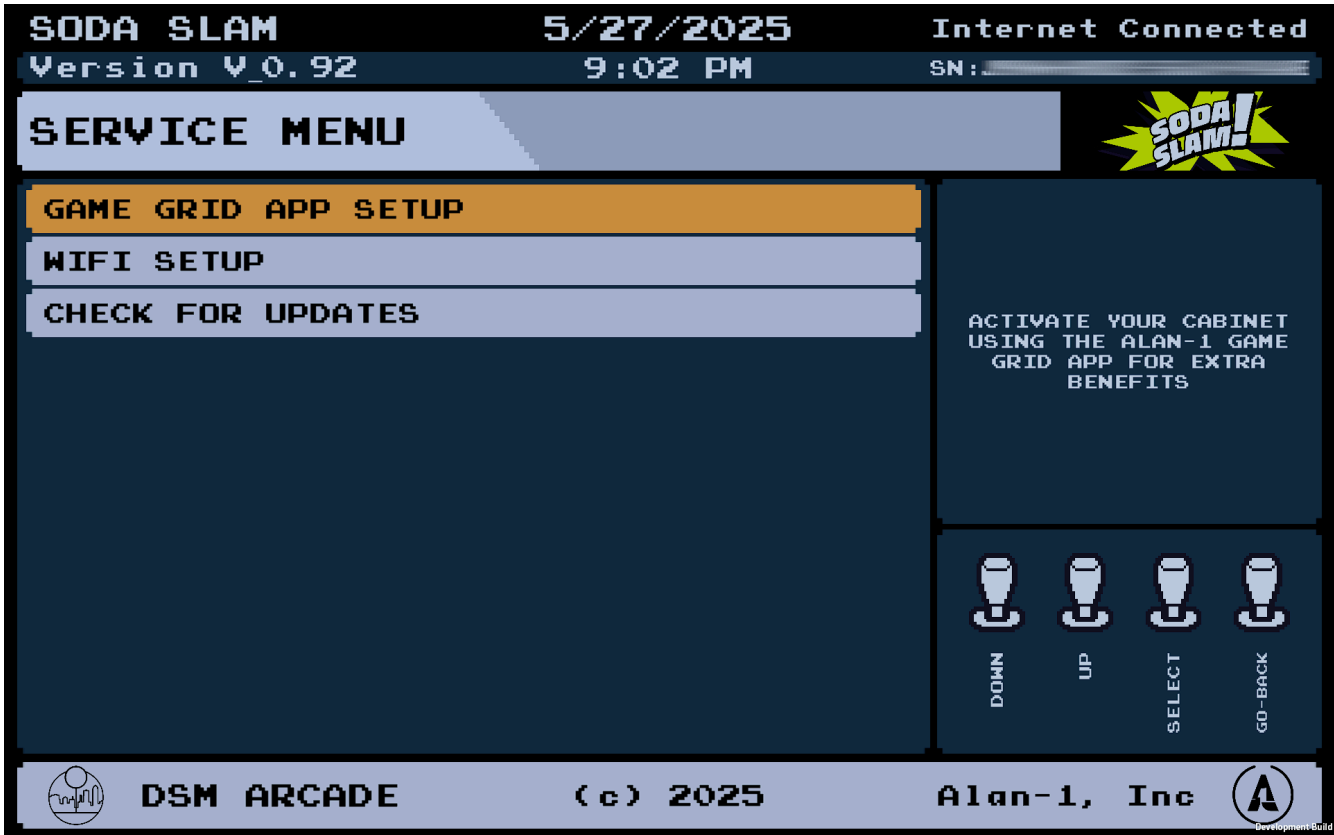 SODA SLAM 5/27/2025 Internet Connected
Version V_0.92 9:02 PM SN:
SERVICE MENU
SODA
SLAM!
GAME GRID APP SETUP
WIFI SETUP
CHECK FOR UPDATES
ACTIVATE YOUR CABINET
USING THE ALAN-1 GAME
GRID APP FOR EXTRA
BENEFITS
DOWN
UP
SELECT
GO-BACK
DSM ARCADE (c) 2025 Alan-1, Inc
Development Build